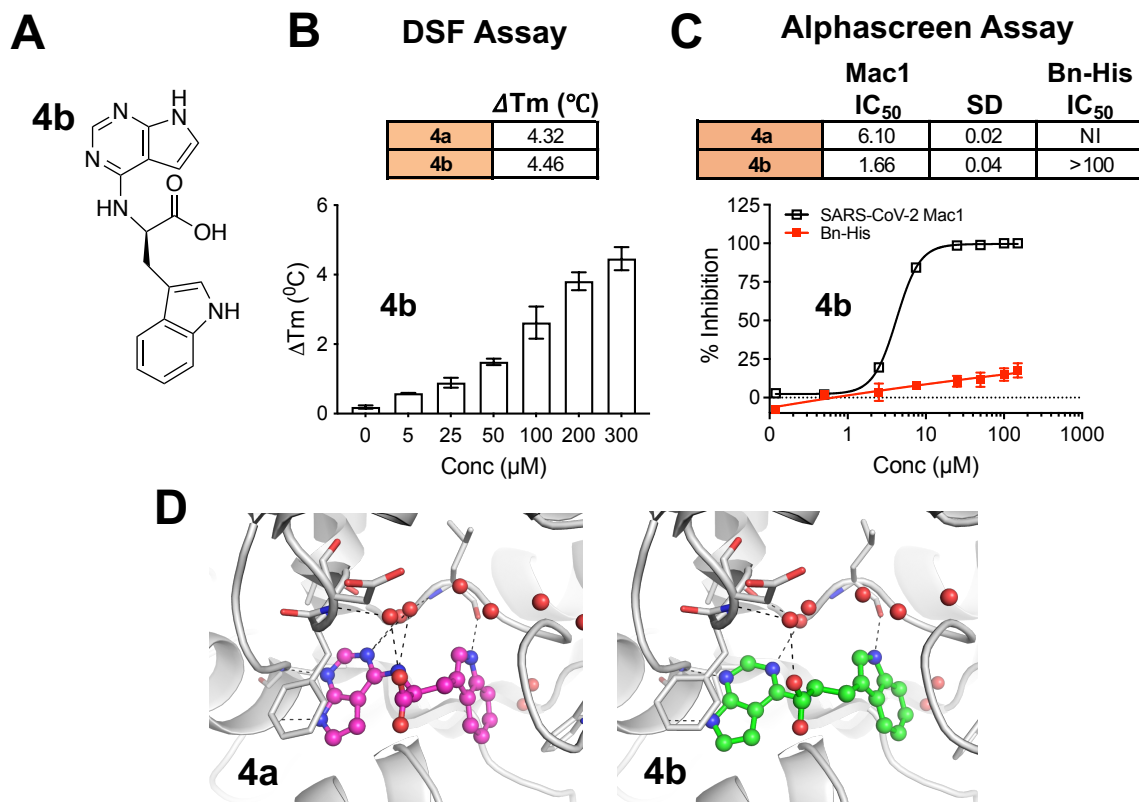 A
4b
H
N
N
N
HN
O
OH
NH
B
DSF Assay
ΔTm (℃)
4a 4.32
4b 4.46
6
4
2
0
ΔTm (⁰C)
4b
0 5 25 50 100 200 300
Conc (µM)
C
Alphascreen Assay
Mac1 IC50 SD Bn-His IC50
4a 6.10 0.02 NI
4b 1.66 0.04 >100
125
100
75
50
25
0
% Inhibition
SARS-CoV-2 Mac1
Bn-His
4b
0 1 10 100 1000
Conc (µM)
D
4a
4b